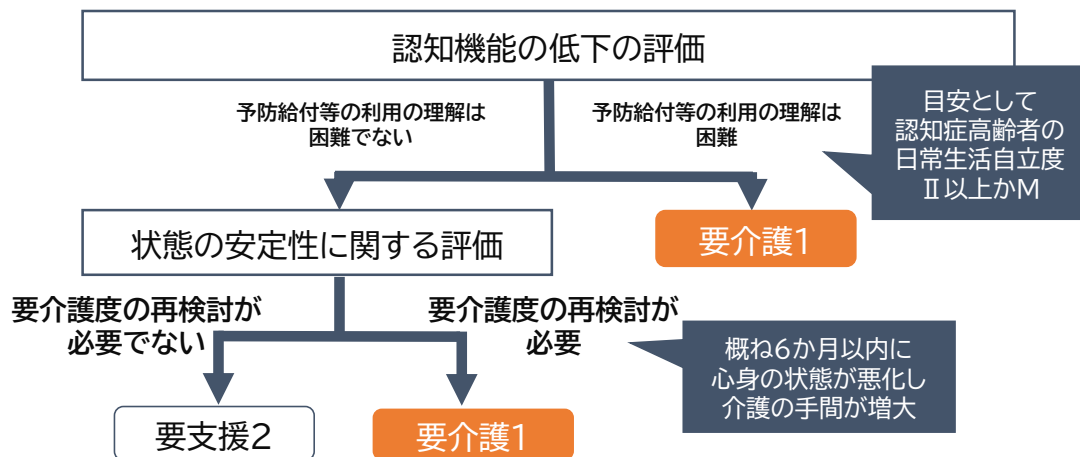 認知機能の低下の評価
予防給付等の利用の理解は
困難でない
予防給付等の利用の理解は
困難
目安として
認知症高齢者の
日常生活自立度
Ⅱ以上かM
状態の安定性に関する評価
要介護1
要介護度の再検討が
必要でない
要介護度の再検討が
必要
概ね6か月以内に
心身の状態が悪化し
介護の手間が増大
要支援2
要介護1